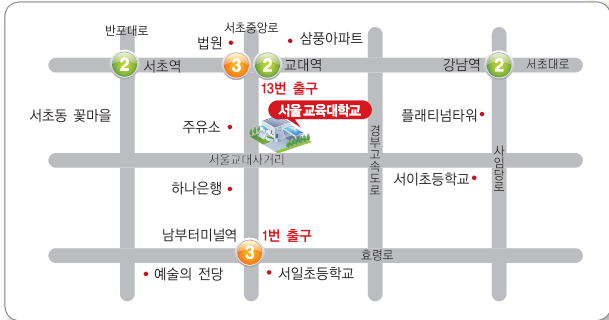 반포대로
서초중앙로
법원
삼풍아파트
2
서초역
3
2
교대역
강남역
2
서초대로
13번 출구
서울교육대학교
서초동 꽃마을
주유소
플래티넘타워
경부고속도로
사임당로
서울교대사거리
하나은행
서이초등학교
남부터미널역
1번 출구
3
효령로
예술의 전당
서일초등학교